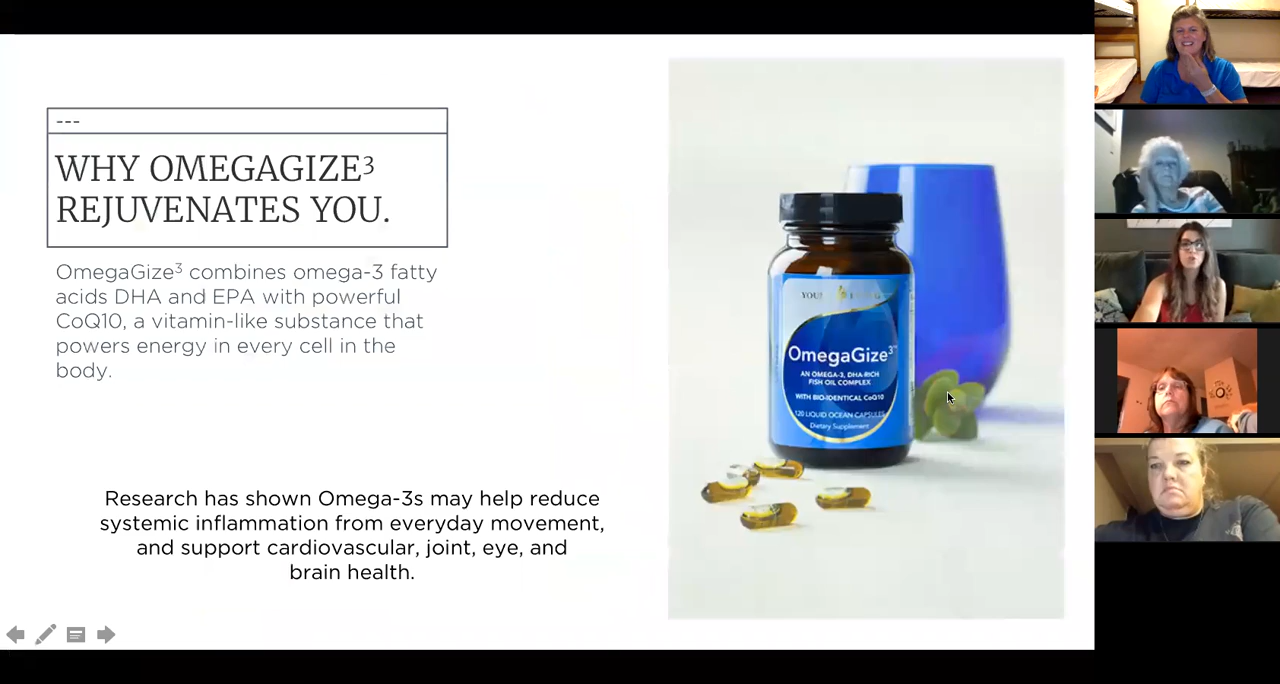 ---
WHY OMEGAGIZE³
REJUVENATES YOU.
OmegaGize³ combines omega-3 fatty
acids DHA and EPA with powerful
CoQ10, a vitamin-like substance that
powers energy in every cell in the
body.
Research has shown Omega-3s may help reduce
systemic inflammation from everyday movement,
and support cardiovascular, joint, eye, and
brain health.
OmegaGize³™
AN OMEGA-3, DHA-RICH
FISH OIL COMPLEX
WITH BIO-IDENTICAL CoQ10
120 LIQUID OCEAN CAPSULES
Dietary Supplement